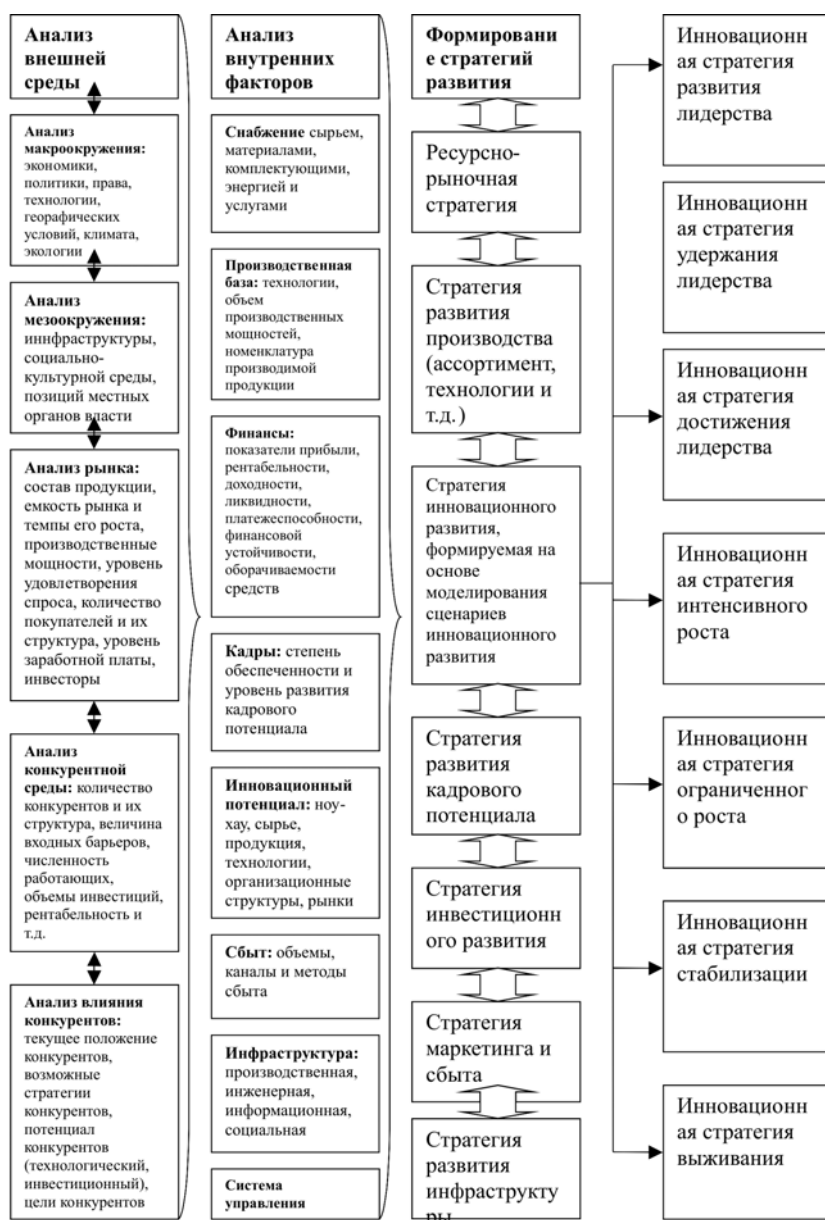 Анализ
внешней
среды
Анализ
макроокружения:
экономики,
политики, права,
технологии,
георафических
условий, климата,
экологии
Анализ
мезоокружения:
иннфраструктуры,
социально-
культурной среды,
позиций местных
органов власти
Анализ рынка:
состав продукции,
емкость рынка и
темпы его роста,
производственные
мощности, уровень
удовлетворения
спроса, количество
покупателей и их
структура, уровень
заработной платы,
инвесторы
Анализ
конкурентной
среды: количество
конкурентов и их
структура, величина
входных барьеров,
численность
работающих,
объемы инвестиций,
рентабельность и
т.д.
Анализ влияния
конкурентов:
текущее положение
конкурентов,
возможные
стратегии
конкурентов,
потенциал
конкурентов
(технологический,
инвестиционный),
цели конкурентов
Анализ
внутренних
факторов
Снабжение сырьем,
материалами,
комплектующими,
энергией и
услугами
Производственная
база: технологии,
объем
производственных
мощностей,
номенклатура
производимой
продукции
Финансы:
показатели прибыли,
рентабельности,
доходности,
ликвидности,
платежеспособности,
финансовой
устойчивости,
оборачиваемости
средств
Кадры: степень
обеспеченности и
уровень развития
кадрового
потенциала
Инновационный
потенциал: ноу-
хау, сырье,
продукция,
технологии,
организационные
структуры, рынки
Сбыт: объемы,
каналы и методы
сбыта
Инфраструктура:
производственная,
инженерная,
информационная,
социальная
Система
управления
Формировани
е стратегий
развития
Ресурсно-
рыночная
стратегия
Стратегия
развития
производства
(ассортимент,
технологии и
т.д.)
Стратегия
инновационного
развития,
формируемая на
основе
моделирования
сценариев
инновационного
развития
Стратегия
развития
кадрового
потенциала
Стратегия
инвестиционн
ого развития
Стратегия
маркетинга и
сбыта
Стратегия
развития
инфраструкту
ры
Инновационн
ая стратегия
развития
лидерства
Инновационн
ая стратегия
удержания
лидерства
Инновационн
ая стратегия
достижения
лидерства
Инновационн
ая стратегия
интенсивного
роста
Инновационн
ая стратегия
ограниченног
о роста
Инновационн
ая стратегия
стабилизации
Инновационн
ая стратегия
выживания